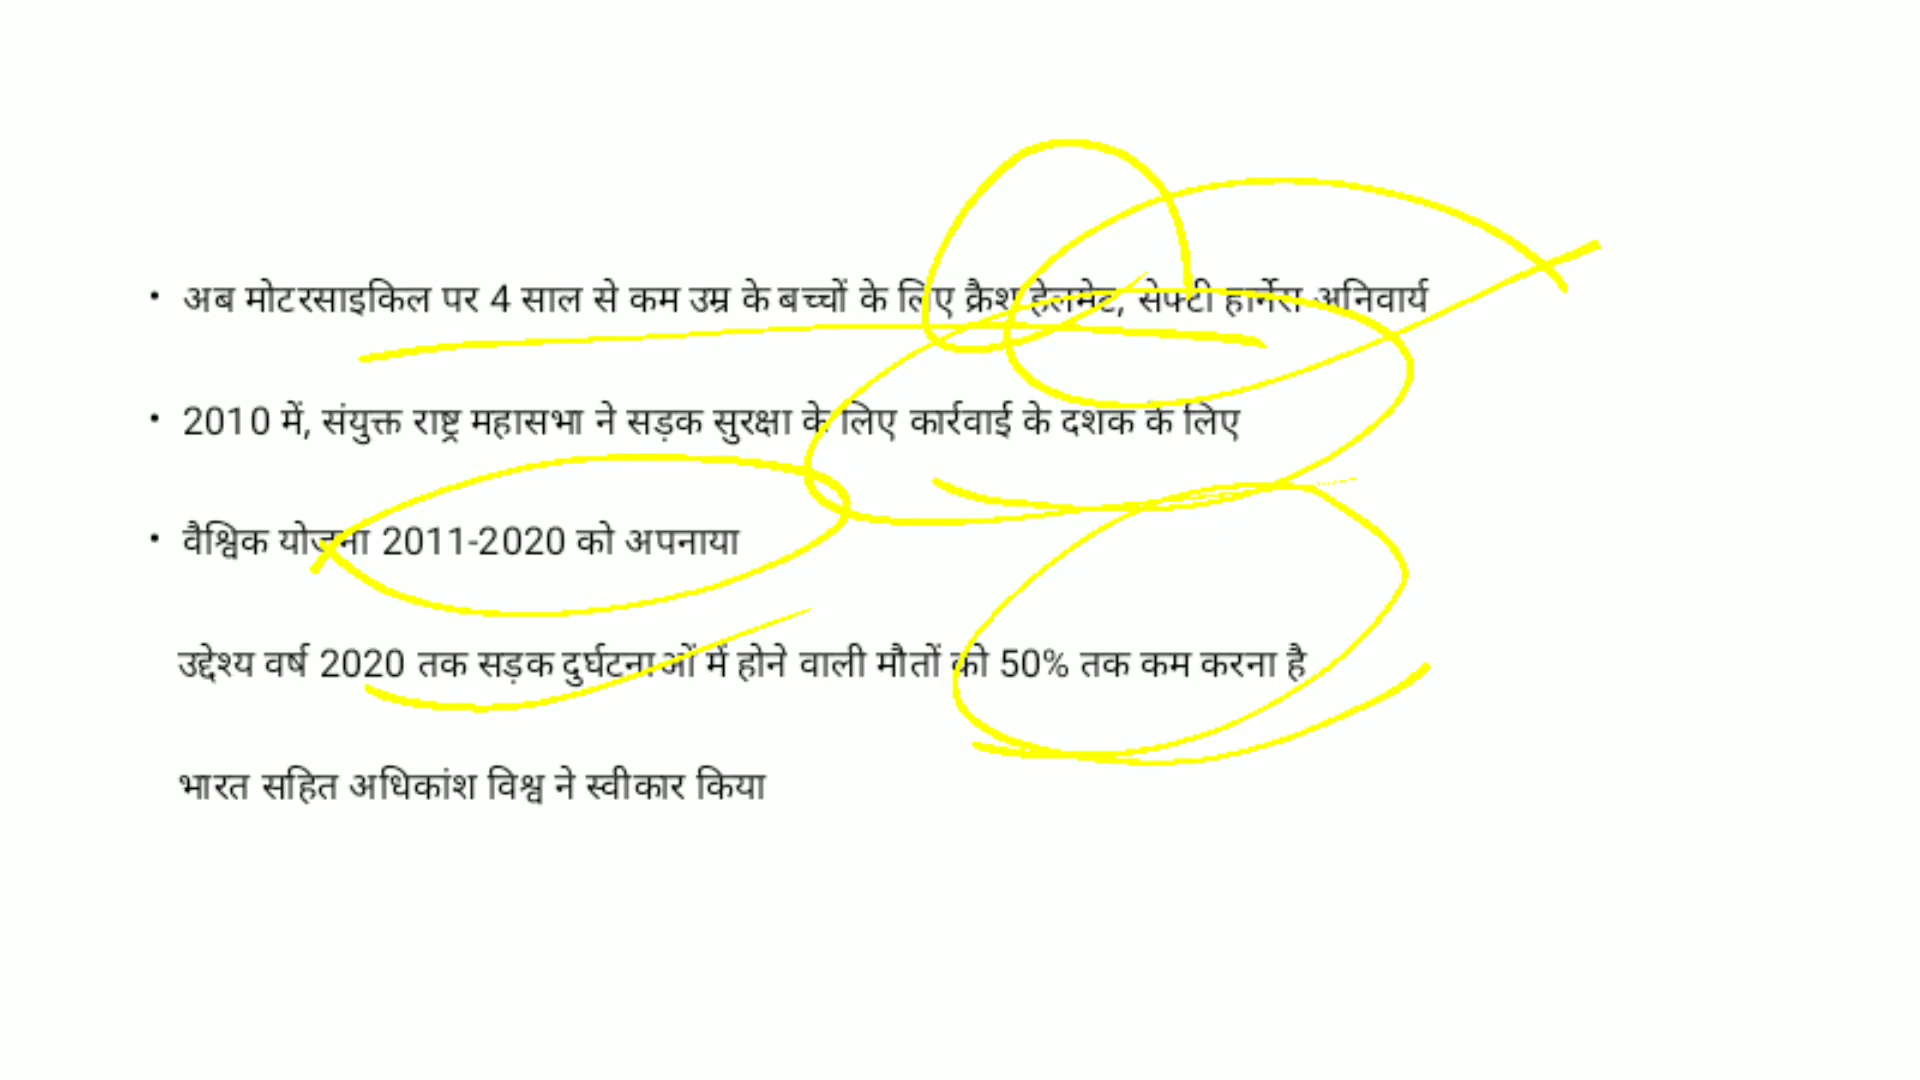 • अब मोटरसाइकिल पर 4 साल से कम उम्र के बच्चों के लिए क्रैश हेलमेट, सेफ्टी हार्नेस अनिवार्य
• 2010 में, संयुक्त राष्ट्र महासभा ने सड़क सुरक्षा के लिए कार्रवाई के दशक के लिए
• वैश्विक योजना 2011-2020 को अपनाया
उद्देश्य वर्ष 2020 तक सड़क दुर्घटनाओं में होने वाली मौतों को 50% तक कम करना है
भारत सहित अधिकांश विश्व ने स्वीकार किया